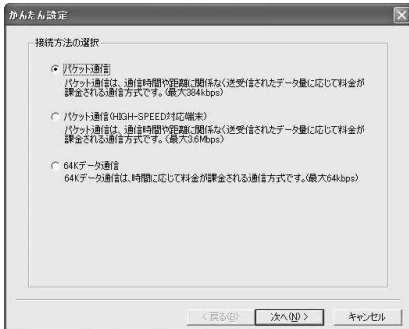 かんたん設定
接続方法の選択
パケット通信
パケット通信は、通信時間や距離に関係なく送受信されたデータ量に応じて料金が
課金される通信方式です。(最大384kbps)
パケット通信(HIGH-SPEED対応端末)
パケット通信は、通信時間や距離に関係なく送受信されたデータ量に応じて料金が
課金される通信方式です。(最大3.6Mbps)
64Kデータ通信
64Kデータ通信は、時間に応じて料金が課金される通信方式です。(最大64kbps)
< 戻る(B) 次へ(N) > キャンセル